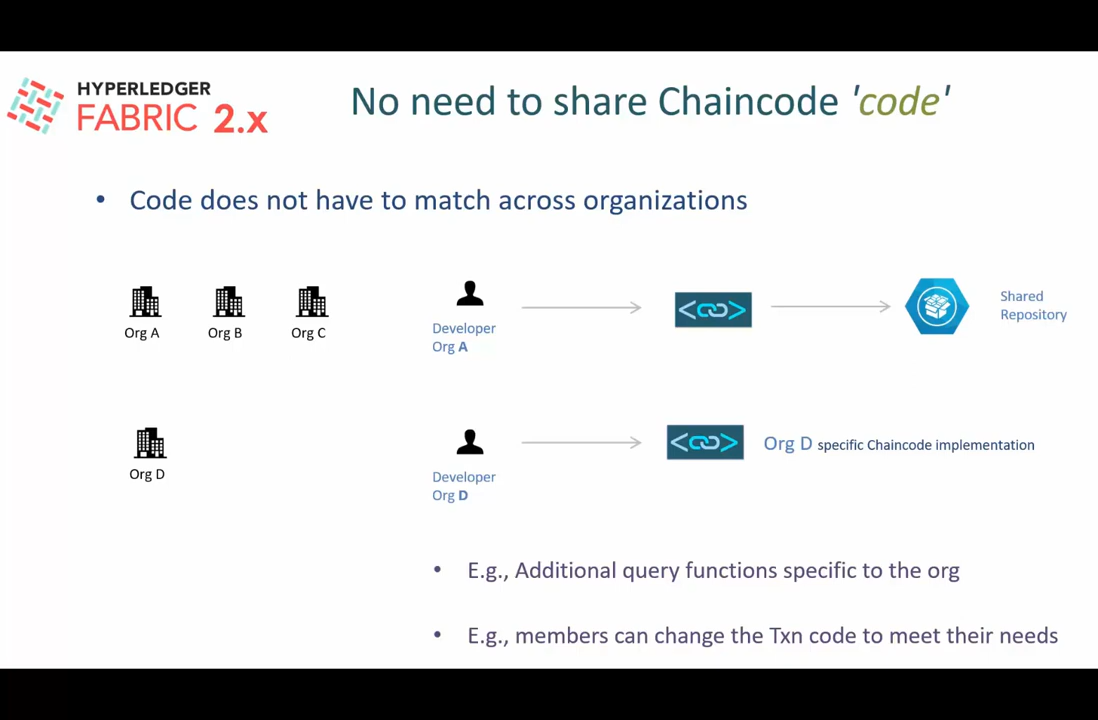 HYPERLEDGER
FABRIC 2.x
No need to share Chaincode 'code'
• Code does not have to match across organizations
Org A
Org B
Org C
Developer
Org A
<>
Shared
Repository
Org D
Developer
Org D
<>
Org D specific Chaincode implementation
• E.g., Additional query functions specific to the org
• E.g., members can change the Txn code to meet their needs